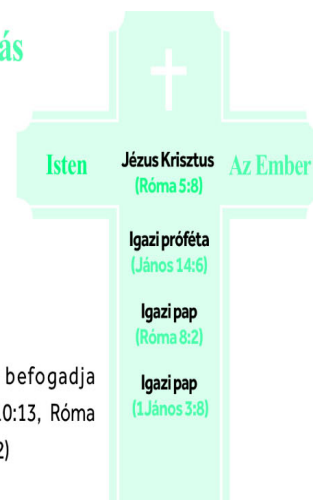 ás
Isten Jézus Krisztus Az Ember
(Róma 5:8)
Igazi próféta
(János 14:6)
Igazi pap
(Róma 8:2)
Igazi pap
(1János 3:8)
befogadja
0:13, Róma
2)